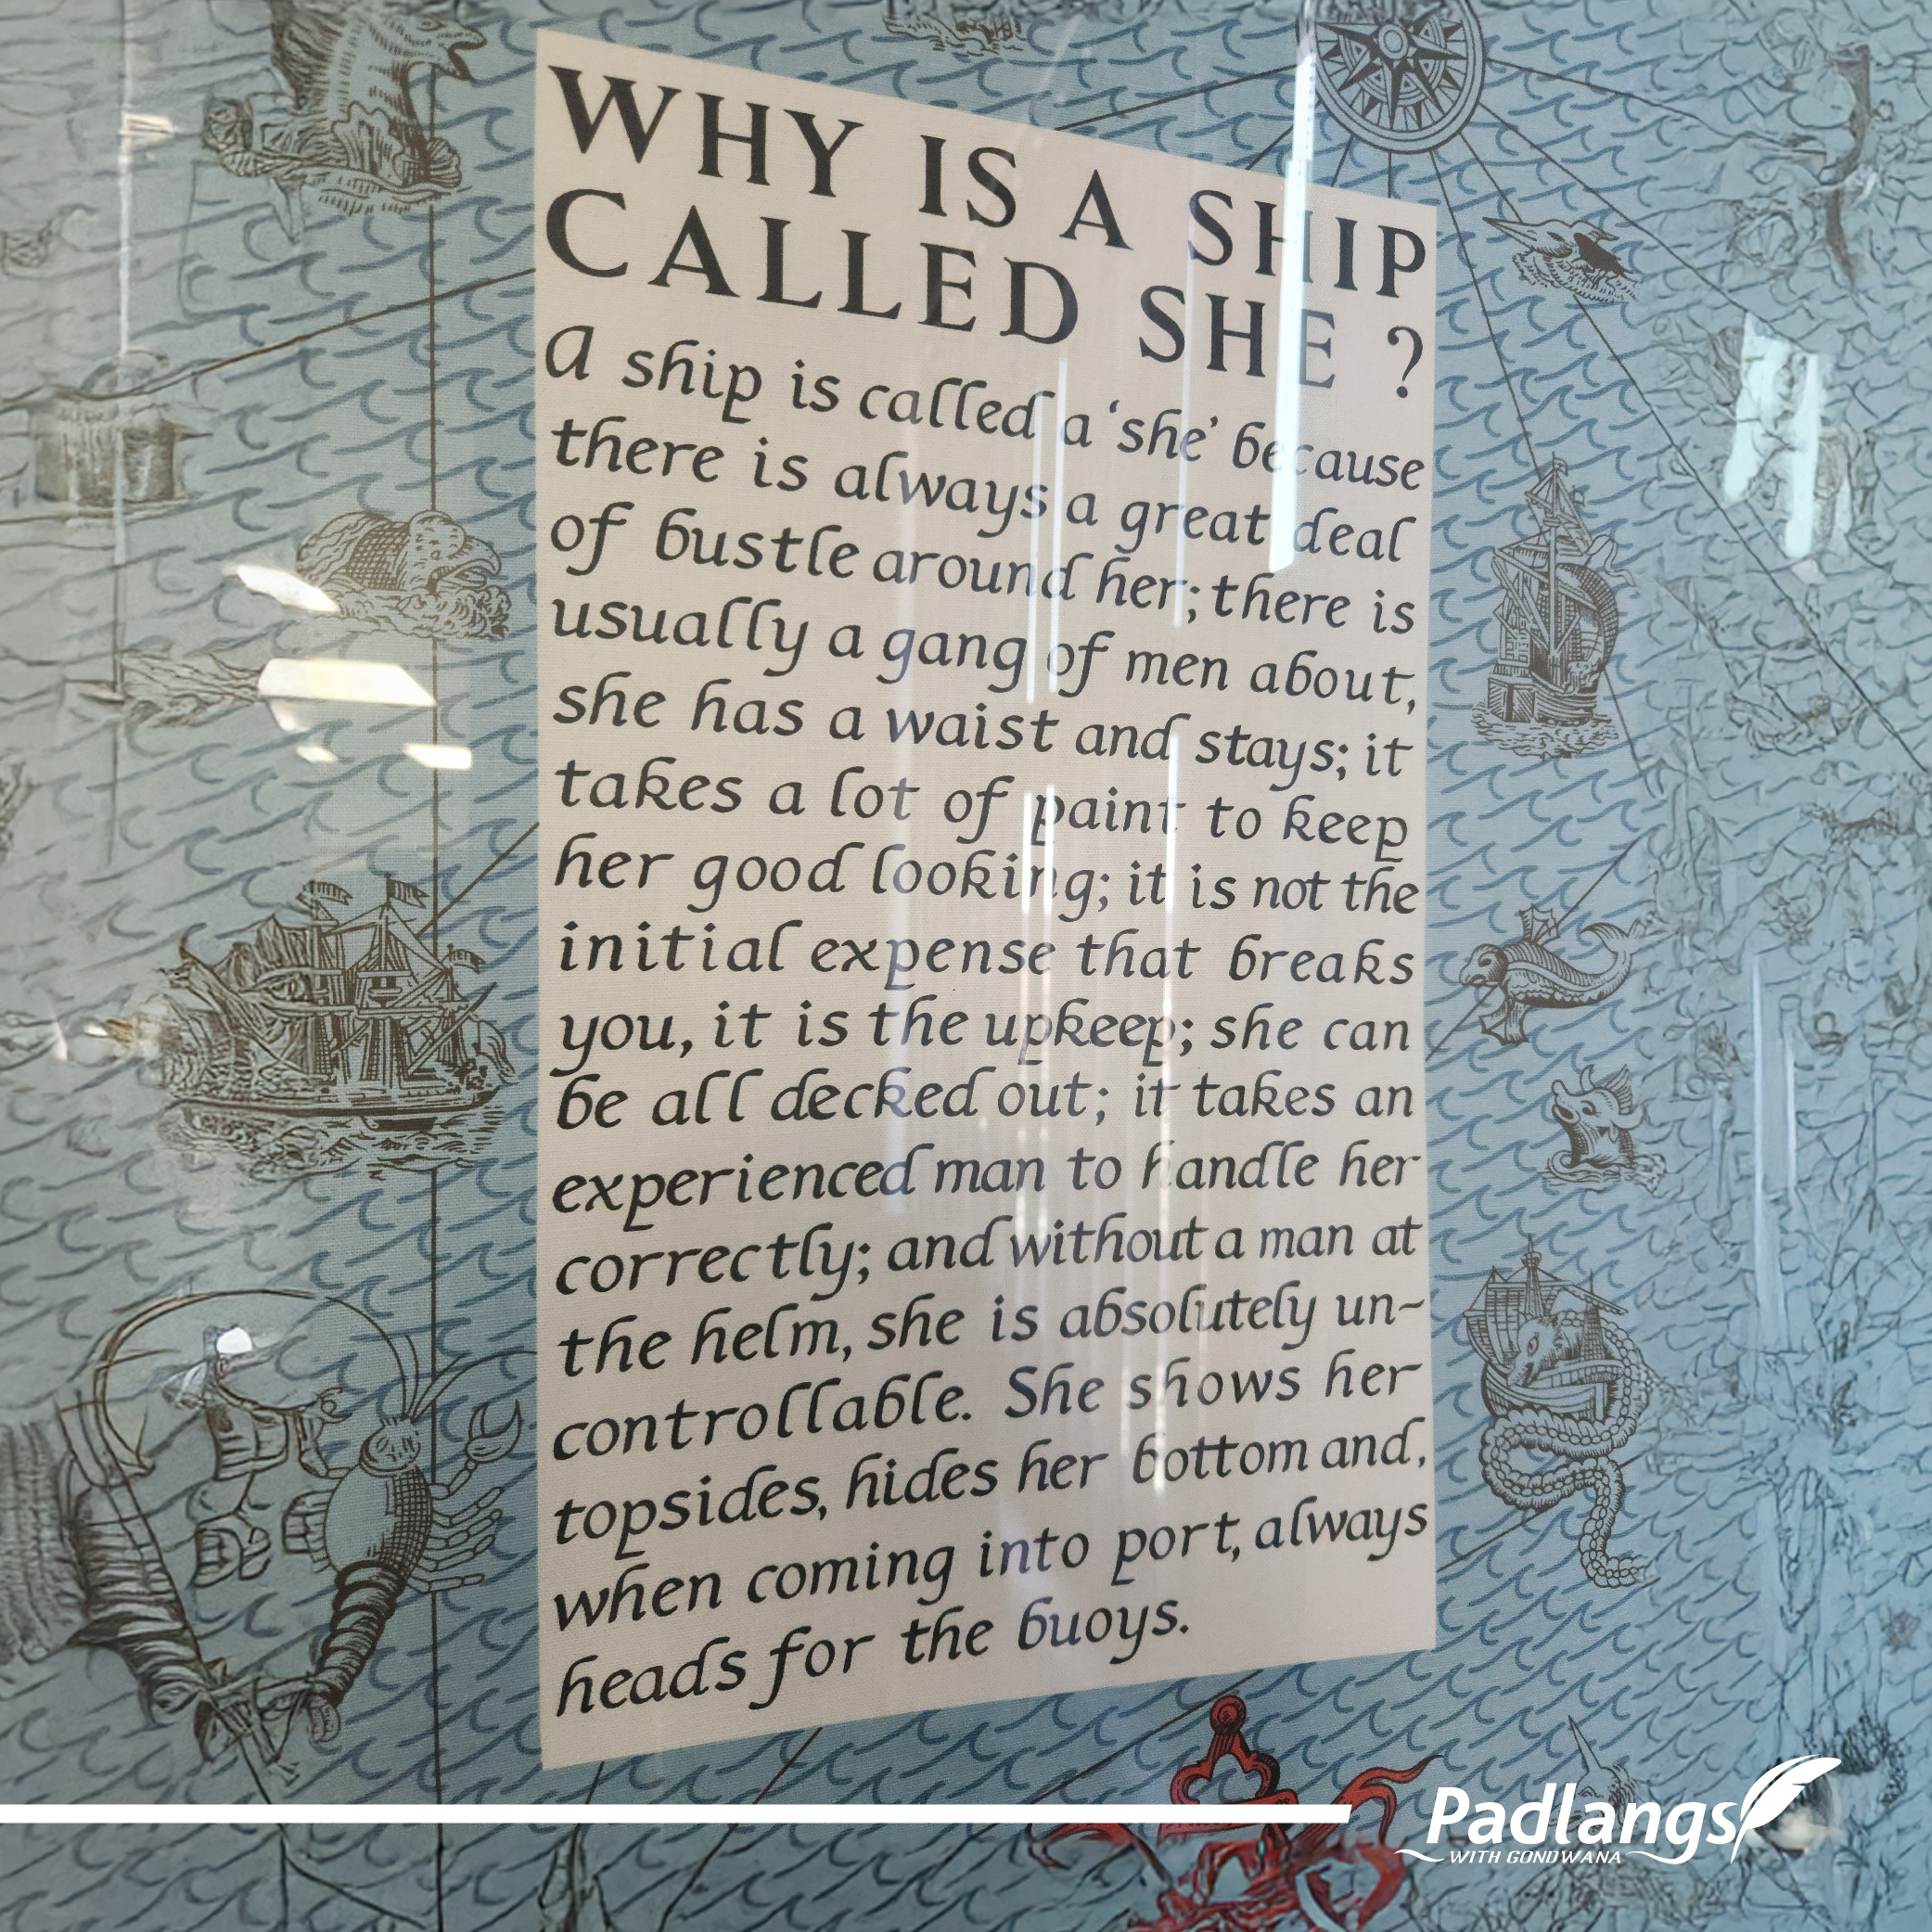 WHY IS A SHIP
CALLED SHE ?
A ship is called a 'she' because
there is always a great deal
of bustle around her; there is
usually a gang of men about,
she has a waist and stays; it
takes a lot of paint to keep
her good looking; it is not the
initial expense that breaks
you, it is the upkeep; she can
be all decked out; it takes an
experienced man to handle her
correctly; and without a man at
the helm, she is absolutely un~
controllable. She shows her
topsides, hides her bottom and,
when coming into port, always
heads for the buoys.
Padlangs
WITH GONDWANA